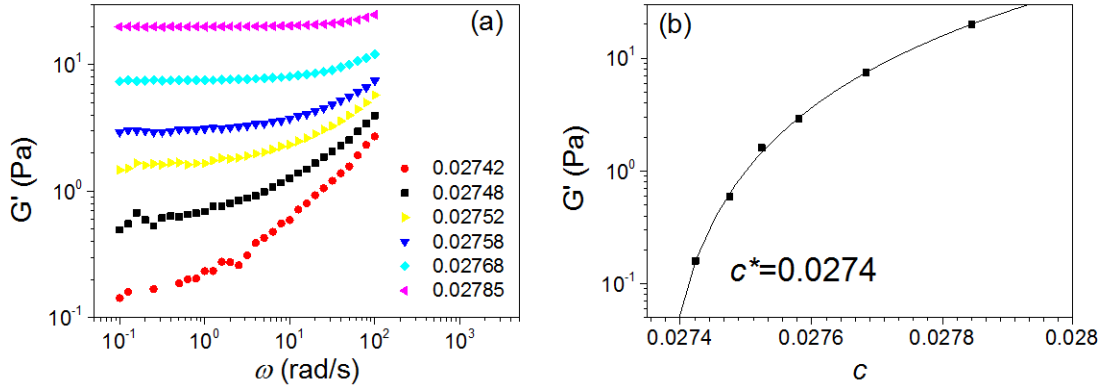 (a)
10¹
10⁰
10⁻¹
G' (Pa)
0.02742
0.02748
0.02752
0.02758
0.02768
0.02785
10⁻¹ 10⁰ 10¹ 10² 10³
ω (rad/s)
(b)
10¹
10⁰
10⁻¹
G' (Pa)
c*=0.0274
0.0274 0.0276 0.0278 0.028
c